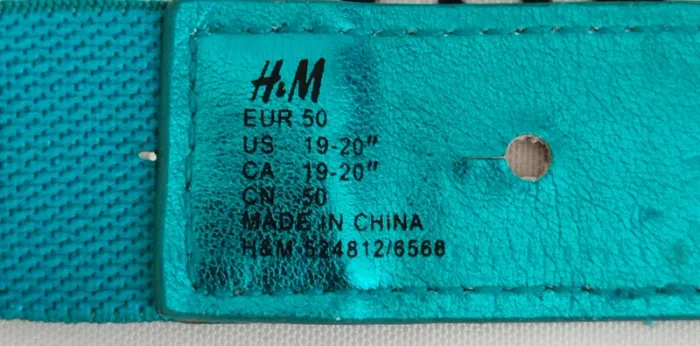 H&M
EUR 50
US 19-20"
CA 19-20"
CN 50
MADE IN CHINA
H&M 524812/6568